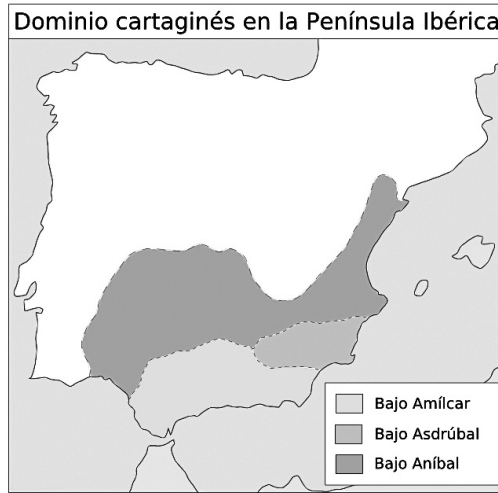 Dominio cartaginés en la Península Ibérica
Bajo Amílcar
Bajo Asdrúbal
Bajo Aníbal